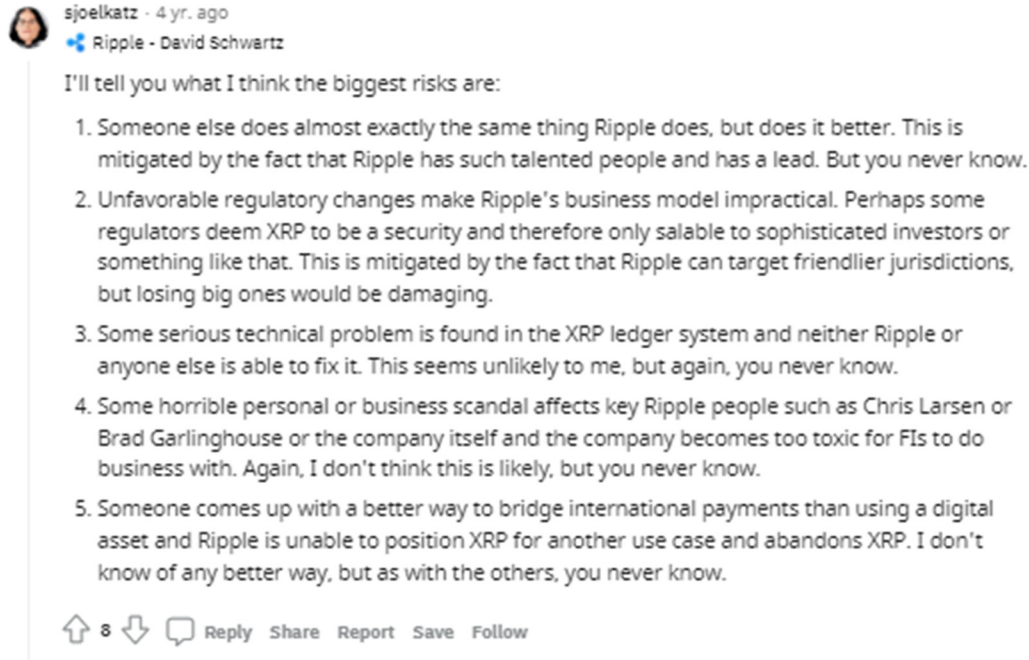 sjoelkatz · 4 yr. ago
Ripple - David Schwartz
I'll tell you what I think the biggest risks are:
1. Someone else does almost exactly the same thing Ripple does, but does it better. This is
mitigated by the fact that Ripple has such talented people and has a lead. But you never know.
2. Unfavorable regulatory changes make Ripple's business model impractical. Perhaps some
regulators deem XRP to be a security and therefore only salable to sophisticated investors or
something like that. This is mitigated by the fact that Ripple can target friendlier jurisdictions,
but losing big ones would be damaging.
3. Some serious technical problem is found in the XRP ledger system and neither Ripple or
anyone else is able to fix it. This seems unlikely to me, but again, you never know.
4. Some horrible personal or business scandal affects key Ripple people such as Chris Larsen or
Brad Garlinghouse or the company itself and the company becomes too toxic for FIs to do
business with. Again, I don't think this is likely, but you never know.
5. Someone comes up with a better way to bridge international payments than using a digital
asset and Ripple is unable to position XRP for another use case and abandons XRP. I don't
know of any better way, but as with the others, you never know.
8 Reply Share Report Save Follow